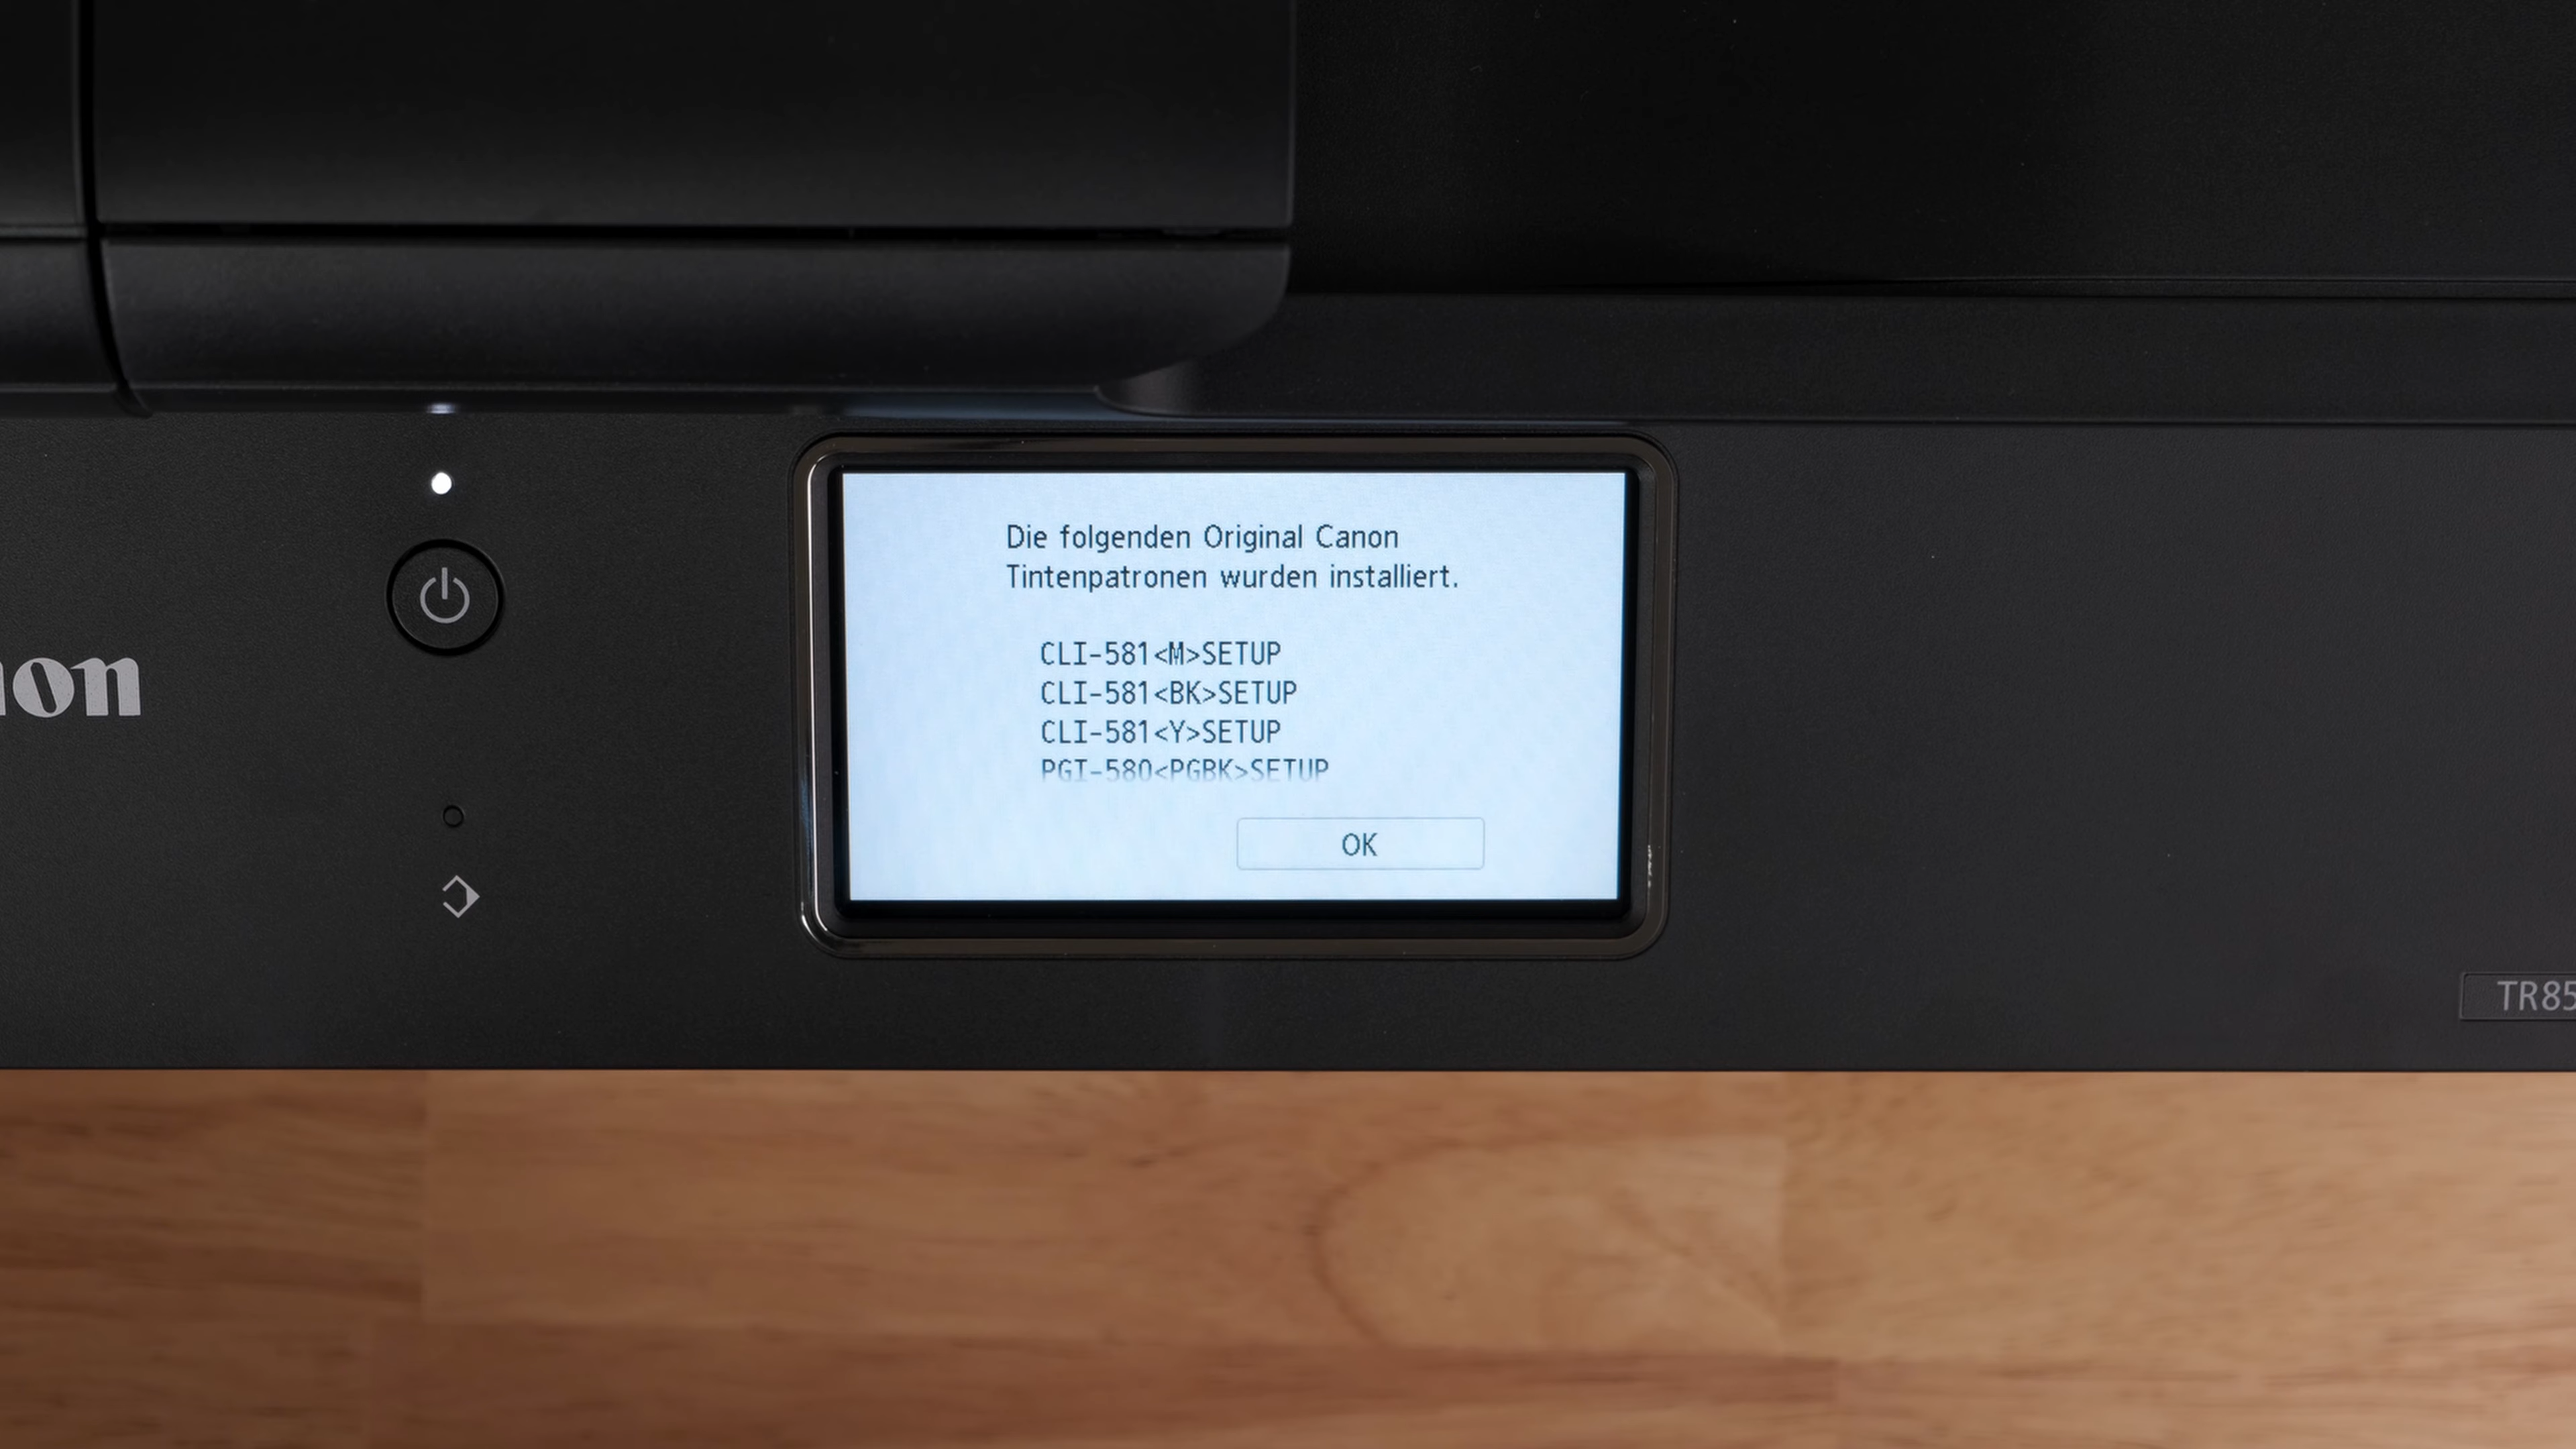 Die folgenden Original Canon
Tintenpatronen wurden installiert.
CLI-581<M>SETUP
CLI-581<BK>SETUP
CLI-581<Y>SETUP
PGI-580<PGBK>SETUP
OK
non
TR85